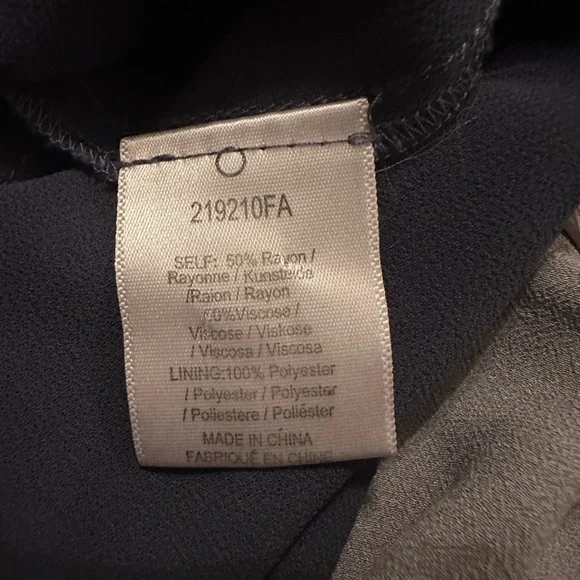 219210FA
SELF: 50% Rayon /
Rayonne / Kunstseide
/Raion / Rayon
50%Viscose /
Viscose / Viskose
/ Viscosa / Viscosa
LINING:100% Polyester
/ Polyester / Polyester
/ Poliestere / Poliéster
MADE IN CHINA
FABRIQUÉ EN CHINE